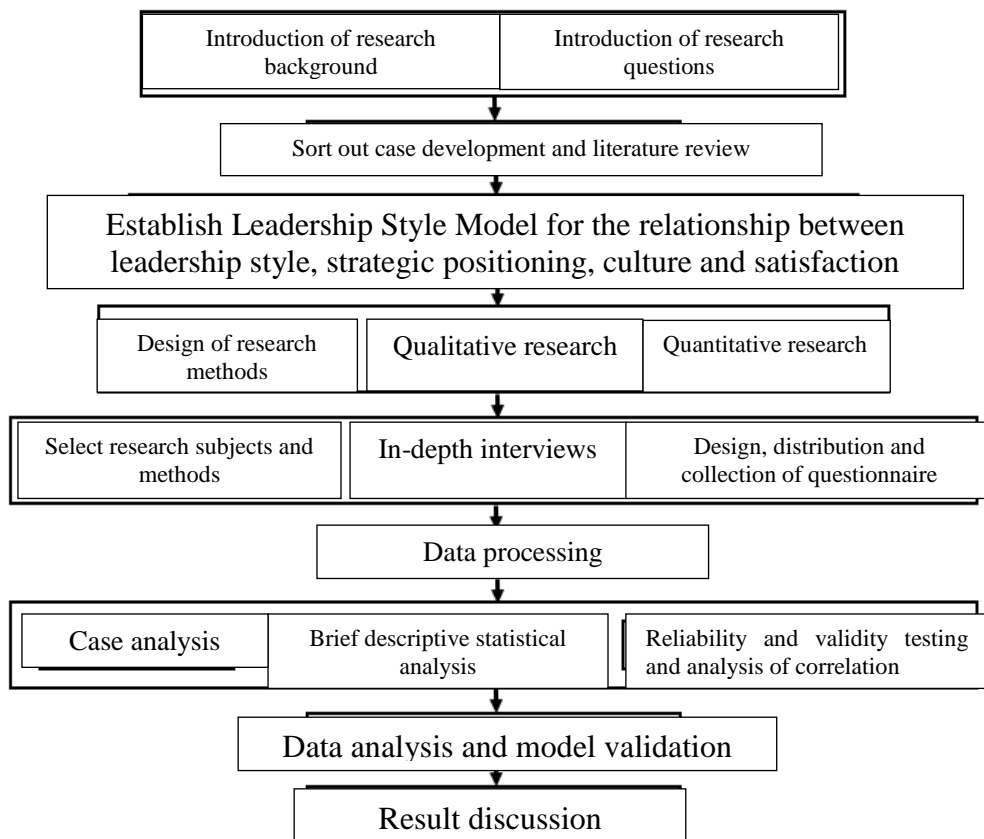 Introduction of research
background
Introduction of research
questions
Sort out case development and literature review
Establish Leadership Style Model for the relationship between
leadership style, strategic positioning, culture and satisfaction
Design of research
methods
Qualitative research
Quantitative research
Select research subjects and
methods
In-depth interviews
Design, distribution and
collection of questionnaire
Data processing
Case analysis
Brief descriptive statistical
analysis
Reliability and validity testing
and analysis of correlation
Data analysis and model validation
Result discussion